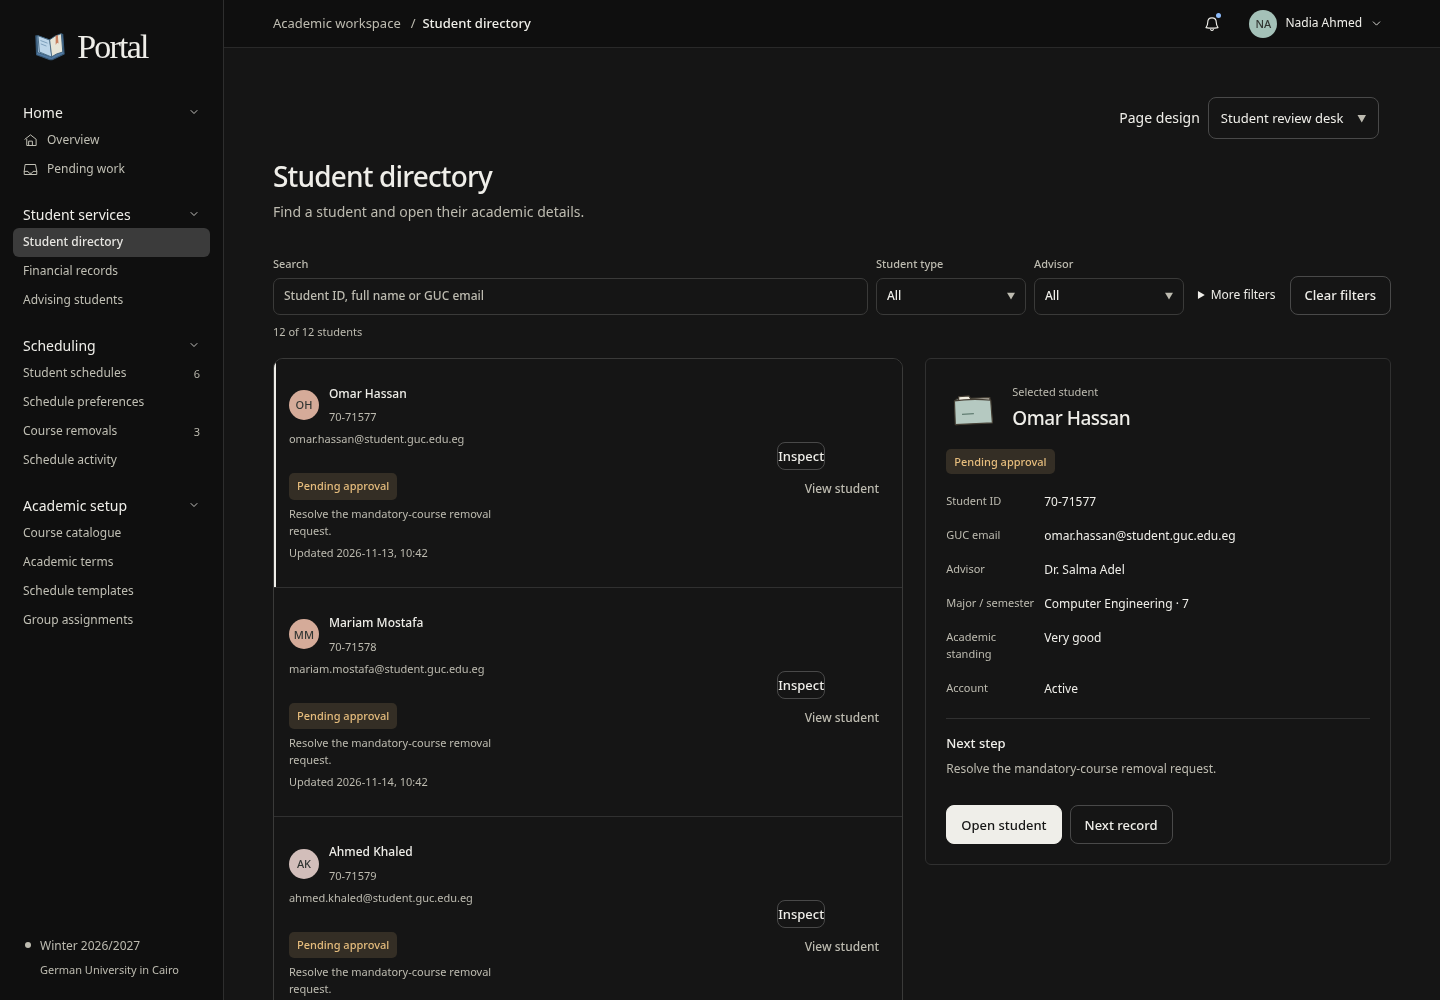 Portal
Home
Overview
Pending work
Student services
Student directory
Financial records
Advising students
Scheduling
Student schedules 6
Schedule preferences
Course removals 3
Schedule activity
Academic setup
Course catalogue
Academic terms
Schedule templates
Group assignments
Winter 2026/2027
German University in Cairo
Academic workspace / Student directory
NA Nadia Ahmed
Page design Student review desk
Student directory
Find a student and open their academic details.
Search Student type Advisor
Student ID, full name or GUC email All All More filters Clear filters
12 of 12 students
OH Omar Hassan
70-71577
omar.hassan@student.guc.edu.eg
Inspect
View student
Pending approval
Resolve the mandatory-course removal
request.
Updated 2026-11-13, 10:42
MM Mariam Mostafa
70-71578
mariam.mostafa@student.guc.edu.eg
Inspect
View student
Pending approval
Resolve the mandatory-course removal
request.
Updated 2026-11-14, 10:42
AK Ahmed Khaled
70-71579
ahmed.khaled@student.guc.edu.eg
Inspect
View student
Pending approval
Resolve the mandatory-course removal
request.
Selected student
Omar Hassan
Pending approval
Student ID 70-71577
GUC email omar.hassan@student.guc.edu.eg
Advisor Dr. Salma Adel
Major / semester Computer Engineering · 7
Academic Very good
standing
Account Active
Next step
Resolve the mandatory-course removal request.
Open student Next record